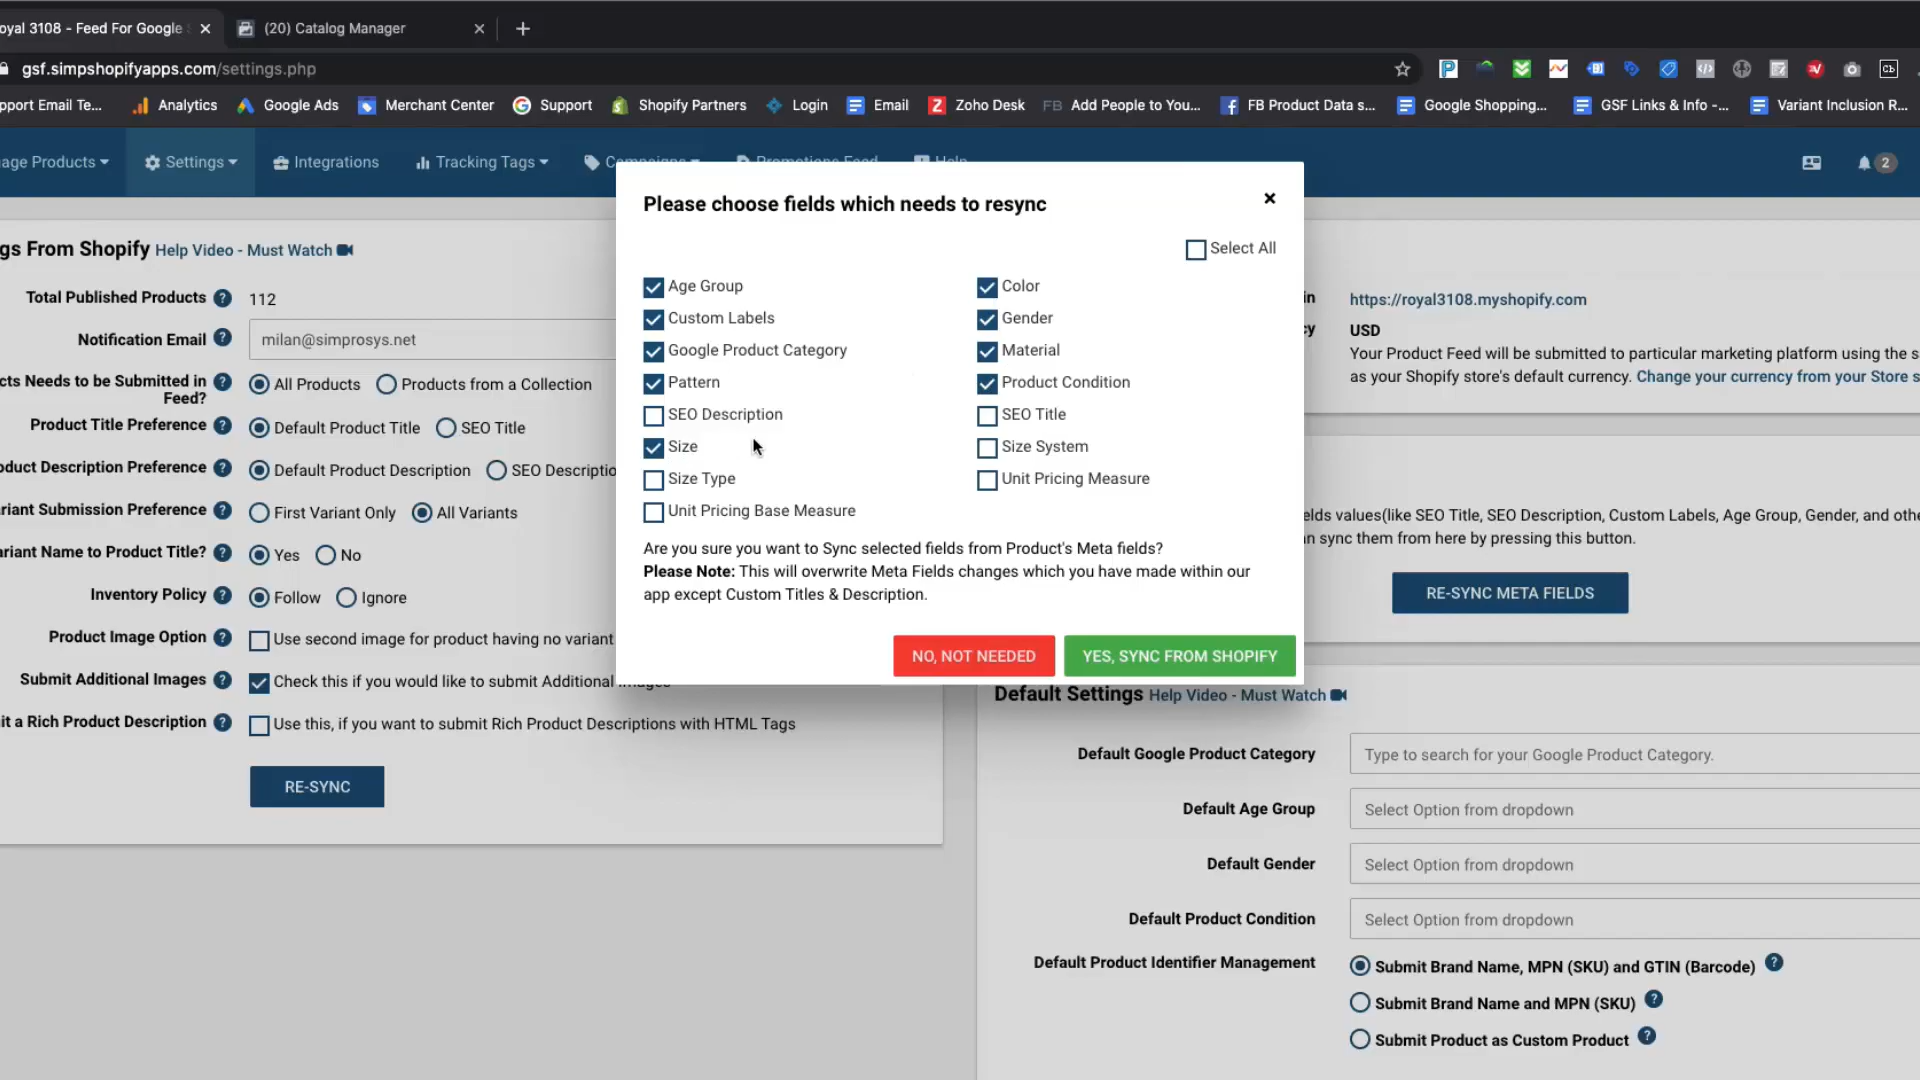 oyal 3108 - Feed For Google
(20) Catalog Manager
gsf.simpshopifyapps.com/settings.php
pport Email Te...
Analytics
Google Ads
Merchant Center
Support
Shopify Partners
Login
Email
Zoho Desk
FB Add People to You...
FB Product Data s...
Google Shopping...
GSF Links & Info -...
Variant Inclusion R...
age Products
Settings
Integrations
Tracking Tags
Campaigns
Promotions Feed
Help
2
Please choose fields which needs to resync
Select All
Age Group
Color
Custom Labels
Gender
Google Product Category
Material
Pattern
Product Condition
SEO Description
SEO Title
Size
Size System
Size Type
Unit Pricing Measure
Unit Pricing Base Measure
Are you sure you want to Sync selected fields from Product's Meta fields?
Please Note: This will overwrite Meta Fields changes which you have made within our
app except Custom Titles & Description.
NO, NOT NEEDED
YES, SYNC FROM SHOPIFY
gs From Shopify Help Video - Must Watch
Total Published Products ? 112
Notification Email ? milan@simprosys.net
cts Needs to be Submitted in
Feed?
? All Products Products from a Collection
Product Title Preference ? Default Product Title SEO Title
oduct Description Preference ? Default Product Description SEO Descriptio
riant Submission Preference ? First Variant Only All Variants
riant Name to Product Title? ? Yes No
Inventory Policy ? Follow Ignore
Product Image Option ? Use second image for product having no variant
Submit Additional Images ? Check this if you would like to submit Additional Images
it a Rich Product Description ? Use this, if you want to submit Rich Product Descriptions with HTML Tags
RE-SYNC
in https://royal3108.myshopify.com
cy USD
Your Product Feed will be submitted to particular marketing platform using the s
as your Shopify store's default currency. Change your currency from your Store s
elds values(like SEO Title, SEO Description, Custom Labels, Age Group, Gender, and othe
n sync them from here by pressing this button.
RE-SYNC META FIELDS
Default Settings Help Video - Must Watch
Default Google Product Category Type to search for your Google Product Category.
Default Age Group Select Option from dropdown
Default Gender Select Option from dropdown
Default Product Condition Select Option from dropdown
Default Product Identifier Management Submit Brand Name, MPN (SKU) and GTIN (Barcode) ?
Submit Brand Name and MPN (SKU) ?
Submit Product as Custom Product ?